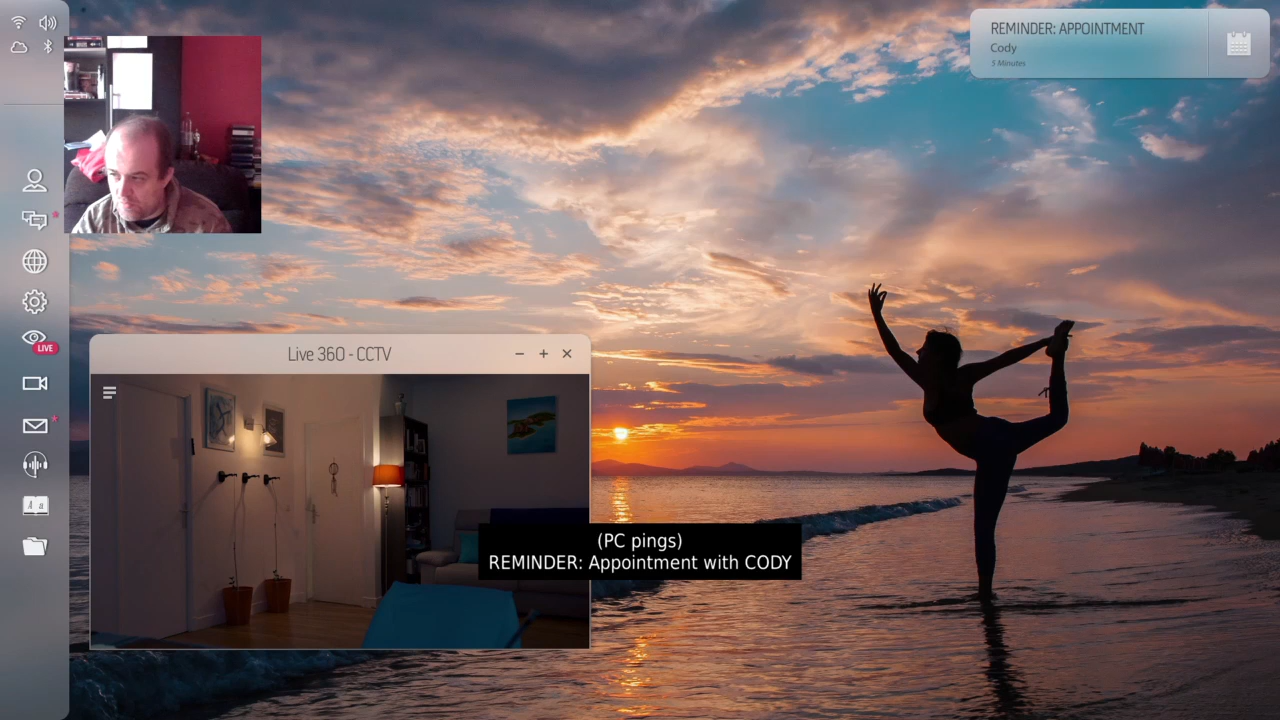 REMINDER: APPOINTMENT
Cody
5 Minutes
LIVE
Live 360 - CCTV
A a
(PC pings)
REMINDER: Appointment with CODY